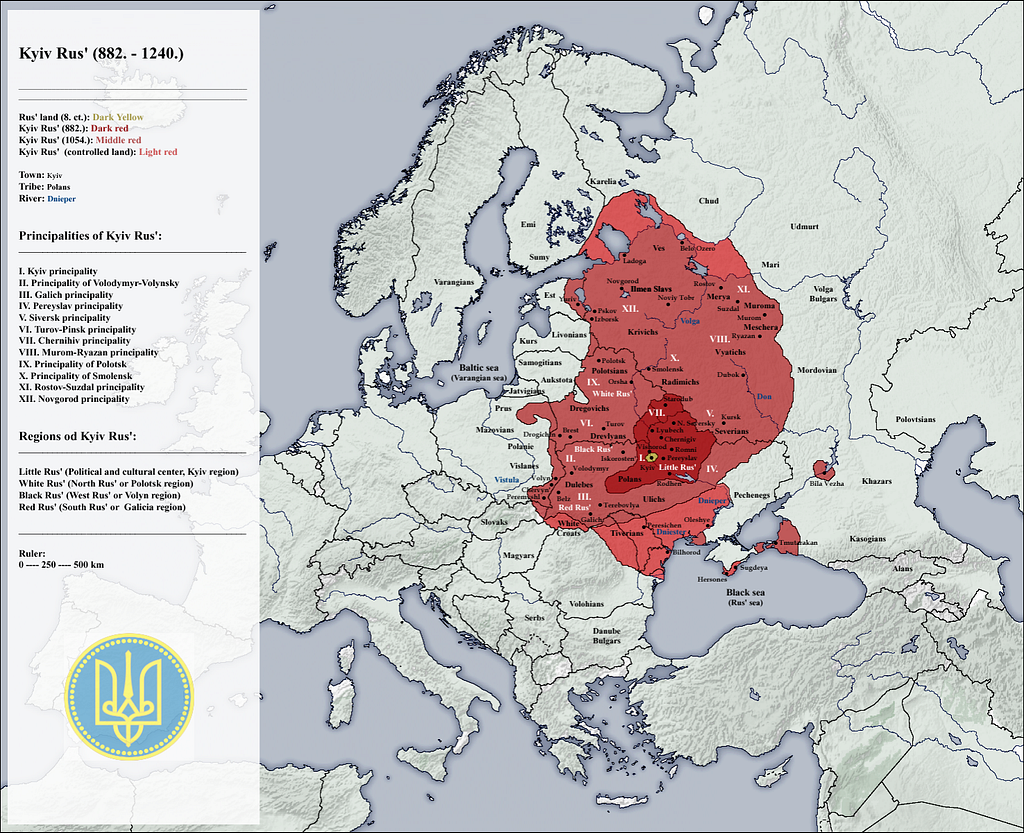 Kyiv Rus' (882. - 1240.)
Rus' land (8. ct.): Dark Yellow
Kyiv Rus' (882.): Dark red
Kyiv Rus' (1054.): Middle red
Kyiv Rus' (controlled land): Light red
Town: Kyiv
Tribe: Polans
River: Dnieper
Principalities of Kyiv Rus':
I. Kyiv principality
II. Principality of Volodymyr-Volynsky
III. Galich principality
IV. Pereyslav principality
V. Siversk principality
VI. Turov-Pinsk principality
VII. Chernihiv principality
VIII. Murom-Ryazan principality
IX. Principality of Polotsk
X. Principality of Smolensk
XI. Rostov-Suzdal principality
XII. Novgorod principality
Regions od Kyiv Rus':
Little Rus' (Political and cultural center, Kyiv region)
White Rus' (North Rus' or Polotsk region)
Black Rus' (West Rus' or Volyn region)
Red Rus' (South Rus' or Galicia region)
Ruler:
0 ---- 250 ---- 500 km
Karelia
Chud
Emi
Udmurt
Ves
Belo Ozero
Sumy
Ladoga
Mari
Varangians
Novgorod
Rostov
XI.
Ilmen Slavs
Volga
Bulgars
Est
Yuriv
Noviy Tohr
Merya
Suzdal
Muroma
Pskov
XII.
Murom
Izborsk
Volga
Meschera
Livonians
Krivichs
VIII.
Ryazan
Kurs
Vyatichs
Samogitians
Polotsk
X.
Baltic sea
(Varangian sea)
Polotsians
Smolensk
Mordovian
Aukstota
IX.
Orsha
Radimichs
Dubok
Jatvigians
White Rus'
Don
Starodub
Prus
Dregovichs
VII.
V.
Kursk
Polovtsians
Mazovians
VI.
Turov
Lyubech
N. Seversky
Severians
Drogichin
Brest
Drevlyans
Chernigiv
Polanie
Black Rus'
Vishorod
Romni
II.
Iskorosten
I.
Pereyslav
Vislanes
Volodymyr
Kyiv
Little Rus'
IV.
Vistula
Volyn
Polans
Bila Vezha
Khazars
Chervyn
Dulebes
Rodhen
Peremishl
Belz
III.
Ulichs
Dnieper
Pechenegs
Red Rus'
Terebovlya
Slovaks
White
Croats
Galich
Peresichen
Oleshye
Tiverians
Dniester
Kasogians
Tmutarakan
Magyars
Bilhorod
Sugdeya
Alans
Hersones
Black sea
(Rus' sea)
Volohians
Serbs
Danube
Bulgars